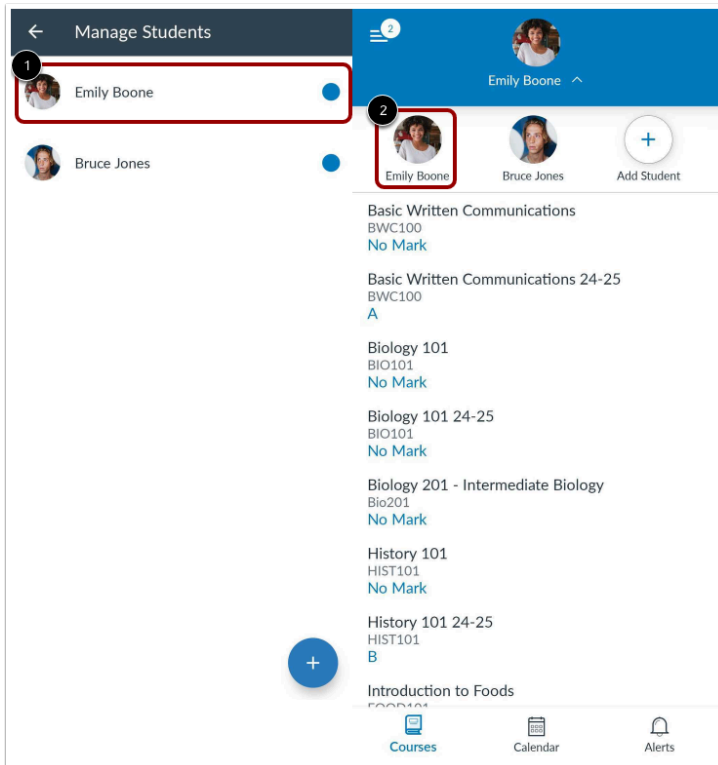 Manage Students
1
Emily Boone
Bruce Jones
+
2
Emily Boone
2
Emily Boone
Bruce Jones
+
Add Student
Basic Written Communications
BWC100
No Mark
Basic Written Communications 24-25
BWC100
A
Biology 101
BIO101
No Mark
Biology 101 24-25
BIO101
No Mark
Biology 201 - Intermediate Biology
Bio201
No Mark
History 101
HIST101
No Mark
History 101 24-25
HIST101
B
Introduction to Foods
FOOD101
Courses
Calendar
Alerts